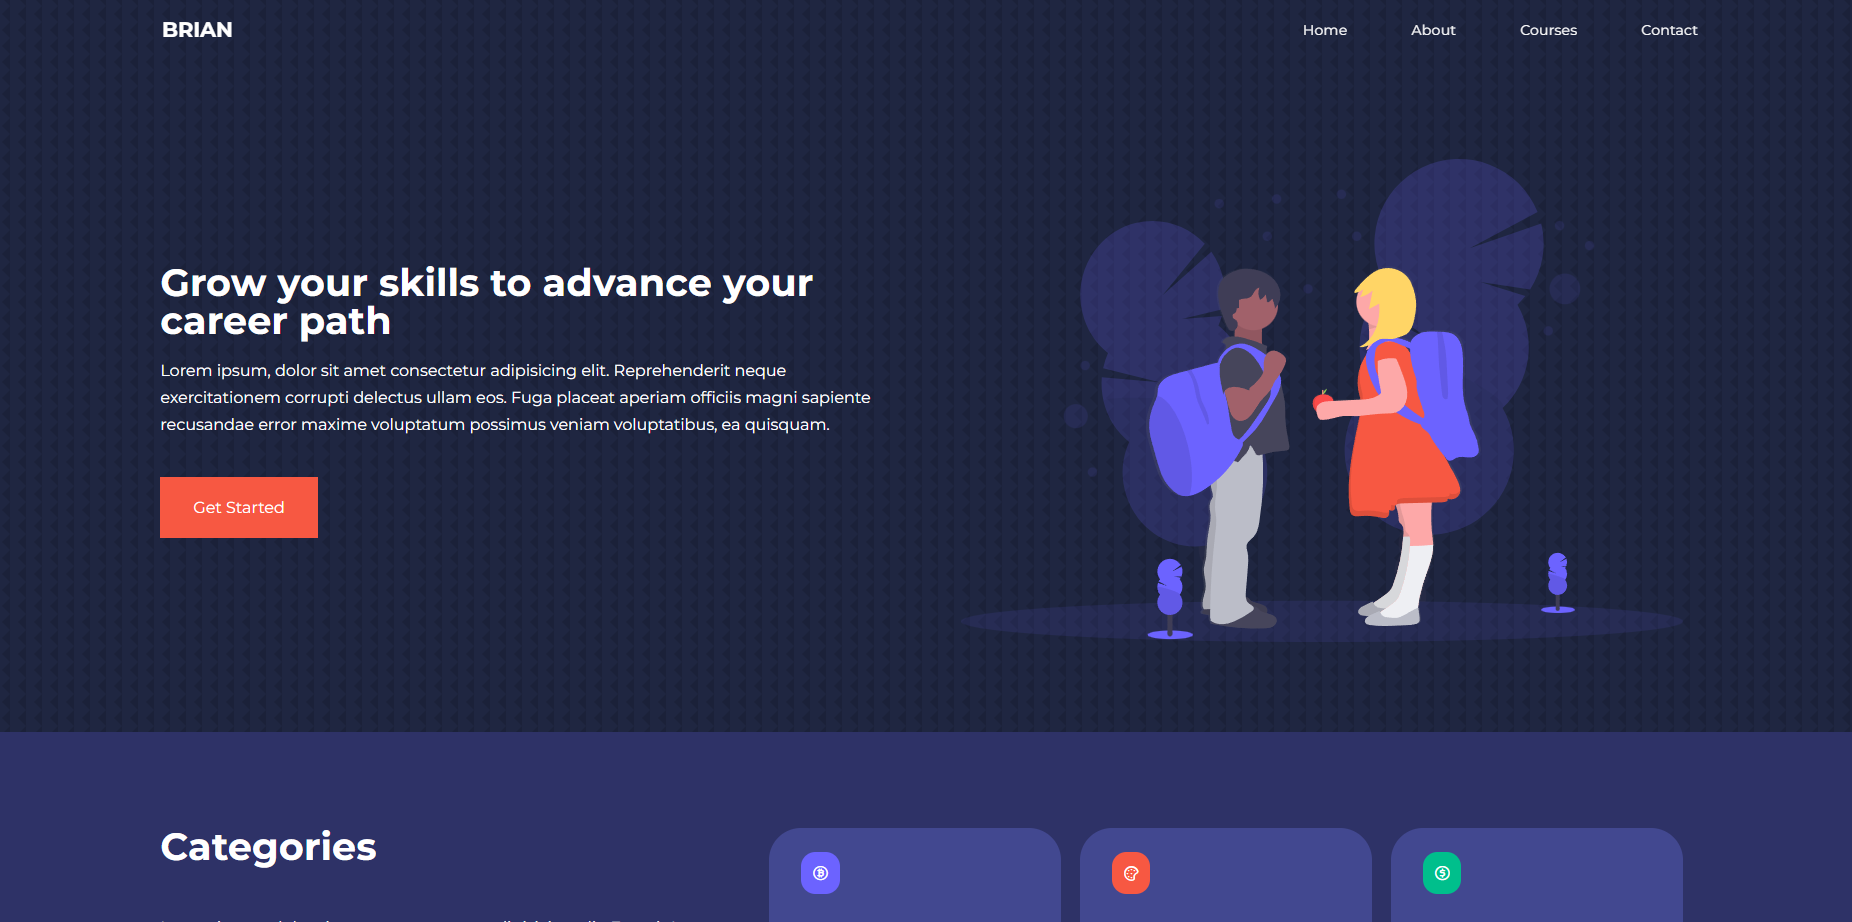 BRIAN
Home
About
Courses
Contact
Grow your skills to advance your
career path
Lorem ipsum, dolor sit amet consectetur adipisicing elit. Reprehenderit neque
exercitationem corrupti delectus ullam eos. Fuga placeat aperiam officiis magni sapiente
recusandae error maxime voluptatum possimus veniam voluptatibus, ea quisquam.
Get Started
Categories